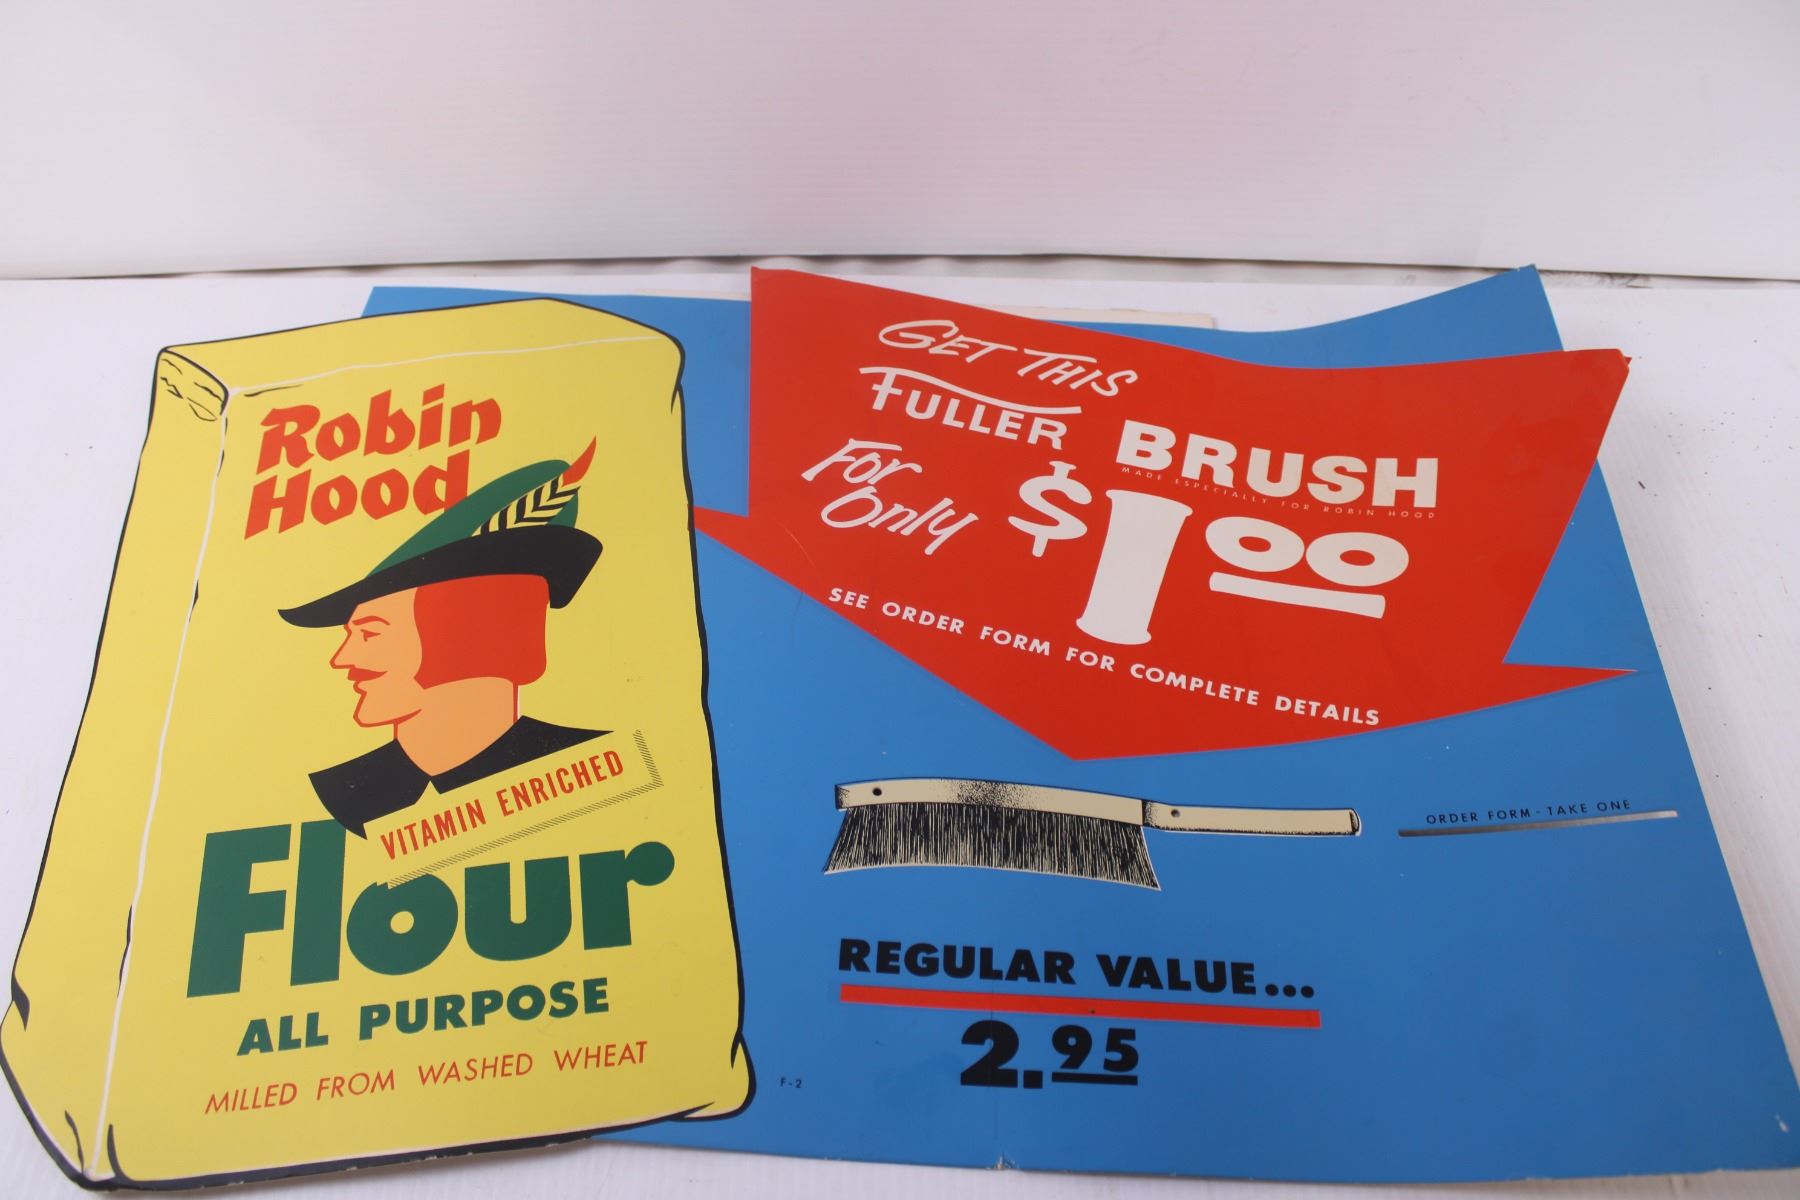 Robin
Hood
VITAMIN ENRICHED
Flour
ALL PURPOSE
MILLED FROM WASHED WHEAT
GET THIS
FULLER BRUSH
MADE ESPECIALLY FOR ROBIN HOOD
For Only $1.00
SEE ORDER FORM FOR COMPLETE DETAILS
ORDER FORM - TAKE ONE
REGULAR VALUE...
2.95
F-2